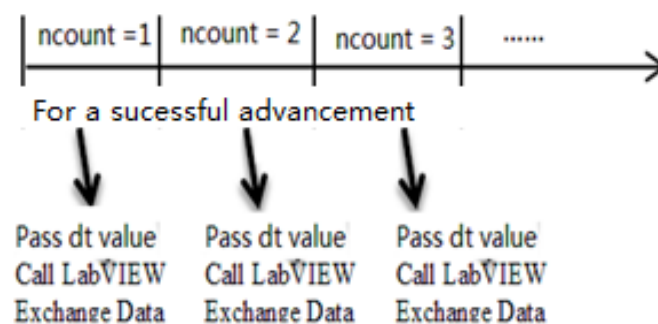 ncount =1 ncount = 2 ncount = 3 ......
For a sucessful advancement
Pass dt value Pass dt value Pass dt value
Call LabVIEW Call LabVIEW Call LabVIEW
Exchange Data Exchange Data Exchange Data